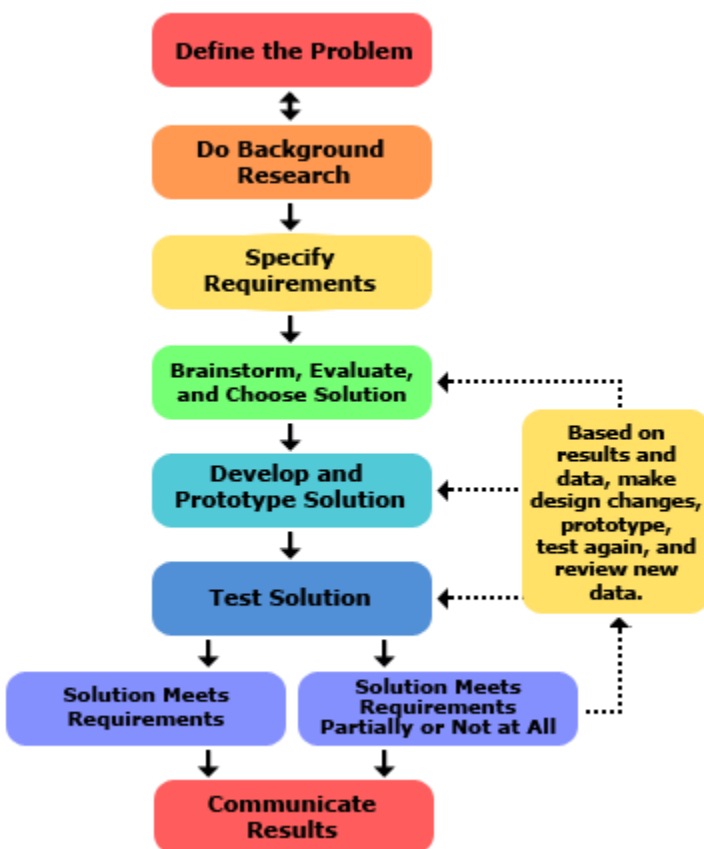 Define the Problem
Do Background
Research
Specify
Requirements
Brainstorm, Evaluate,
and Choose Solution
Develop and
Prototype Solution
Test Solution
Based on
results and
data, make
design changes,
prototype,
test again, and
review new
data.
Solution Meets
Requirements
Solution Meets
Requirements
Partially or Not at All
Communicate
Results